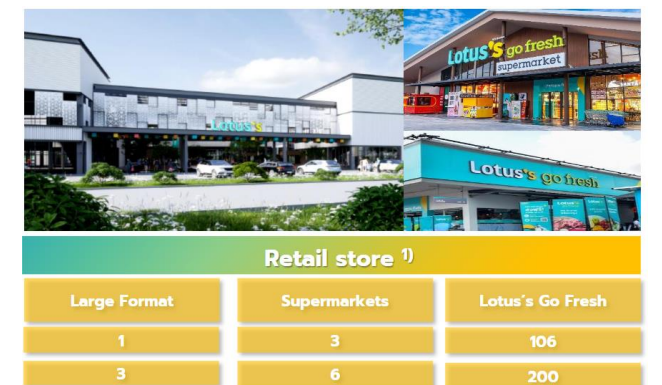 Lotus's
Lotus's go fresh
supermarket
Lotus's go fresh
Retail store 1)
Large Format Supermarkets Lotus's Go Fresh
1 3 106
3 6 200